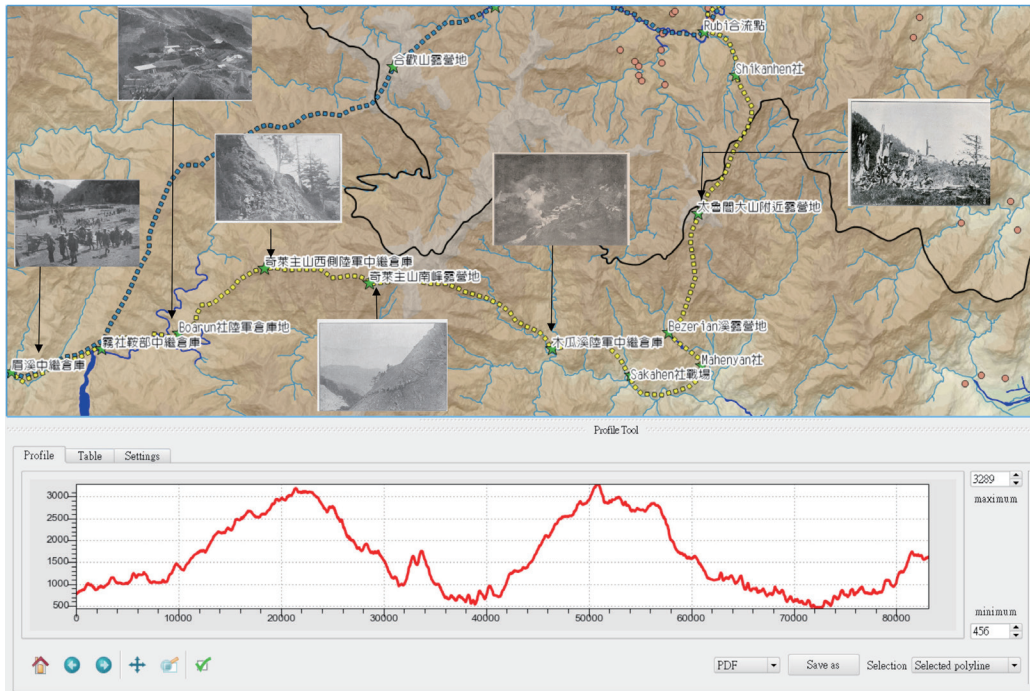 Rubi合流點
合歡山露營地
Shikanhen社
太魯閣大山附近露營地
奇萊主山西側陸軍中繼倉庫
奇萊主山南峰露營地
Boarun社陸軍倉庫地
Bezerian溪露營地
霧社鞍部中繼倉庫
木瓜溪陸軍中繼倉庫
眉溪中繼倉庫
Mahenyan社
Sakahen社戰場
Profile Tool
Profile
Table
Settings
3289
maximum
3000
2500
2000
1500
1000
500
0
10000
20000
30000
40000
50000
60000
70000
80000
minimum
456
PDF
Save as
Selection
Selected polyline